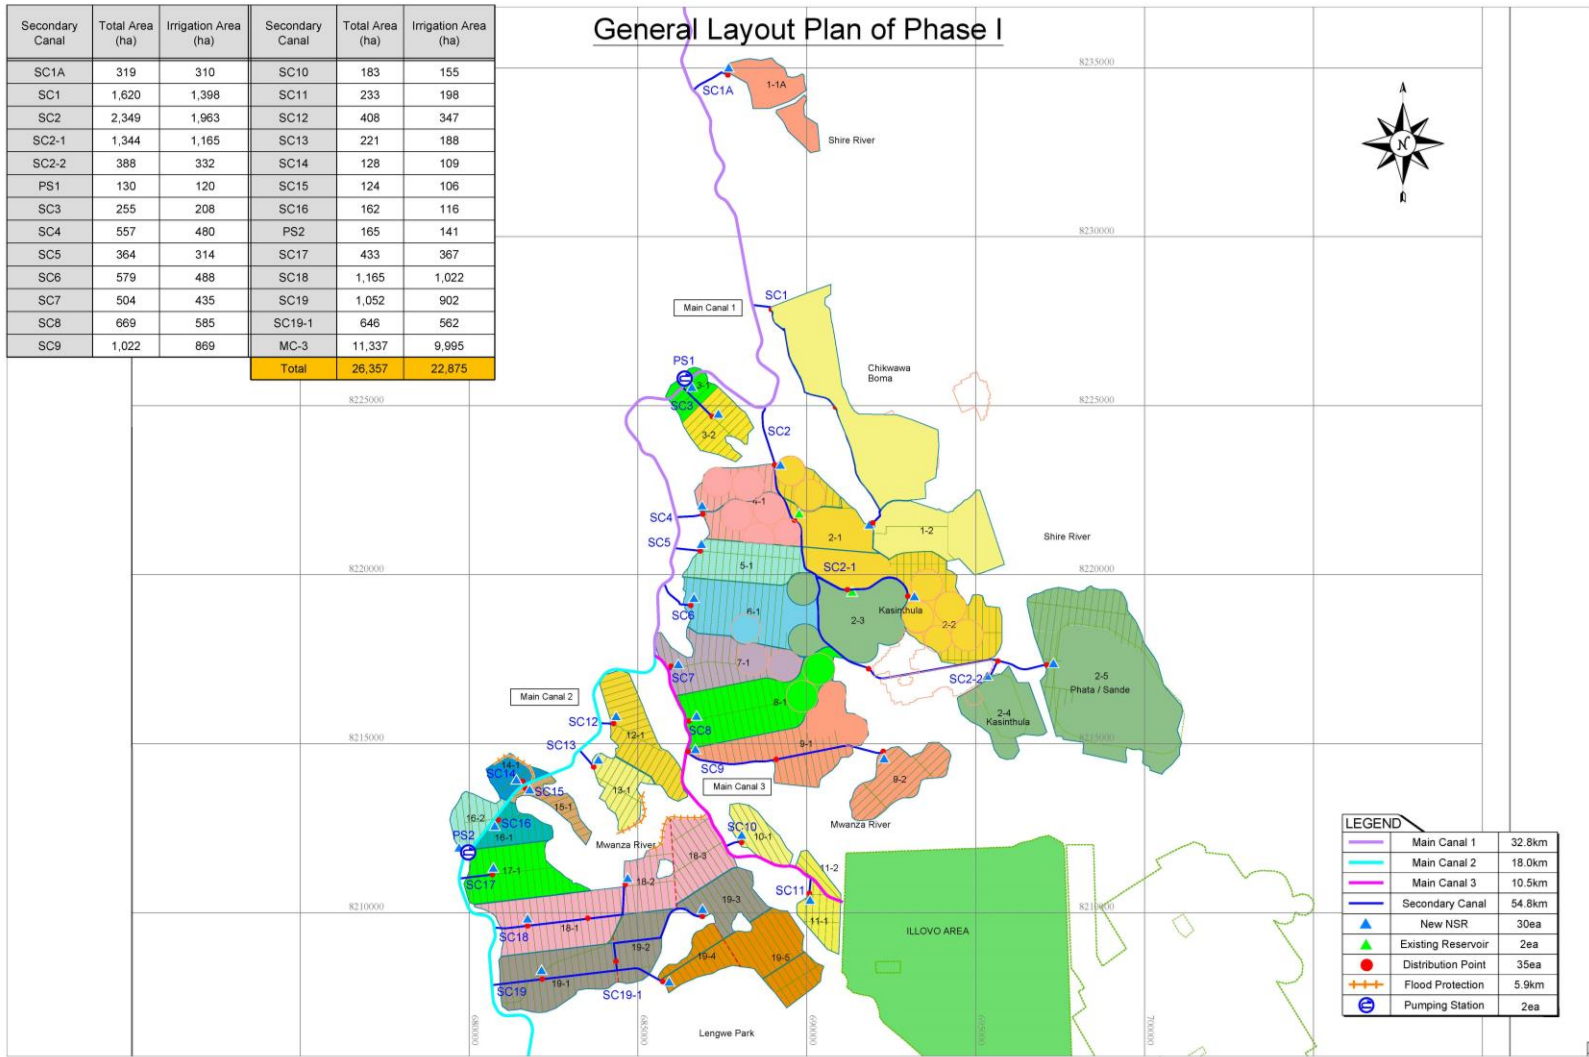 General Layout Plan of Phase I
Secondary Canal | Total Area (ha) | Irrigation Area (ha) | Secondary Canal | Total Area (ha) | Irrigation Area (ha)
SC1A | 319 | 310 | SC10 | 183 | 155
SC1 | 1,620 | 1,398 | SC11 | 233 | 198
SC2 | 2,349 | 1,963 | SC12 | 408 | 347
SC2-1 | 1,344 | 1,165 | SC13 | 221 | 188
SC2-2 | 388 | 332 | SC14 | 128 | 109
PS1 | 130 | 120 | SC15 | 124 | 106
SC3 | 255 | 208 | SC16 | 162 | 116
SC4 | 557 | 480 | PS2 | 165 | 141
SC5 | 364 | 314 | SC17 | 433 | 367
SC6 | 579 | 488 | SC18 | 1,165 | 1,022
SC7 | 504 | 435 | SC19 | 1,052 | 902
SC8 | 669 | 585 | SC19-1 | 646 | 562
SC9 | 1,022 | 869 | MC-3 | 11,337 | 9,995
Total | 26,357 | 22,875
8235000
SC1A
1-1A
Shire River
N
8230000
SC1
Main Canal 1
PS1
3-1
Chikwawa
Boma
8225000
8225000
SC3
3-2
SC2
4-1
SC4
2-1
1-2
SC5
Shire River
5-1
SC2-1
8220000
8220000
SC6
6-1
Kasinthula
2-3
2-2
7-1
SC7
SC2-2
2-5
Phata / Sande
Main Canal 2
8-1
2-4
Kasinthula
SC12
SC8
12-1
SC13
9-1
8215000
8215000
SC9
14-1
SC14
Main Canal 3
9-2
SC15
13-1
15-1
16-2
SC16
Mwanza River
SC10
PS2
16-1
Mwanza River
10-1
18-3
17-1
11-2
SC17
18-2
SC11
19-3
8210000
8210000
11-1
18-1
SC18
ILLOVO AREA
19-2
19-4
19-5
19-1
SC19
SC19-1
Lengwe Park
680000
685000
690000
695000
700000
LEGEND
Main Canal 1 | 32.8km
Main Canal 2 | 18.0km
Main Canal 3 | 10.5km
Secondary Canal | 54.8km
New NSR | 30ea
Existing Reservoir | 2ea
Distribution Point | 35ea
Flood Protection | 5.9km
Pumping Station | 2ea